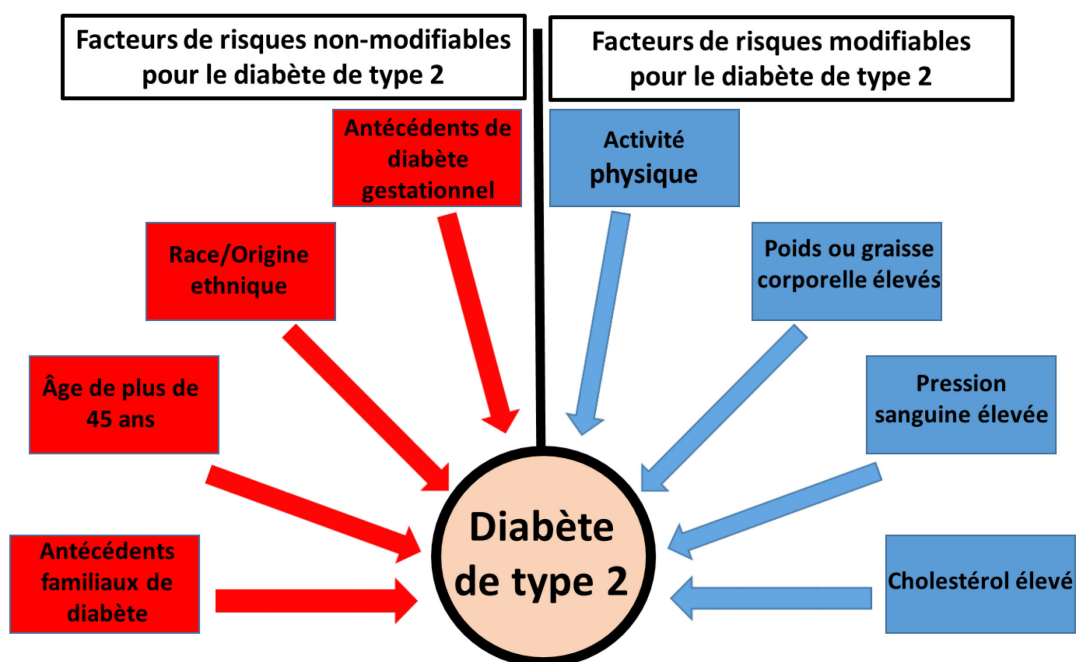 Facteurs de risques non-modifiables
pour le diabète de type 2
Facteurs de risques modifiables
pour le diabète de type 2
Antécédents de
diabète
gestationnel
Activité
physique
Race/Origine
ethnique
Poids ou graisse
corporelle élevés
Âge de plus de
45 ans
Pression
sanguine élevée
Antécédents
familiaux de
diabète
Cholestérol élevé
Diabète
de type 2